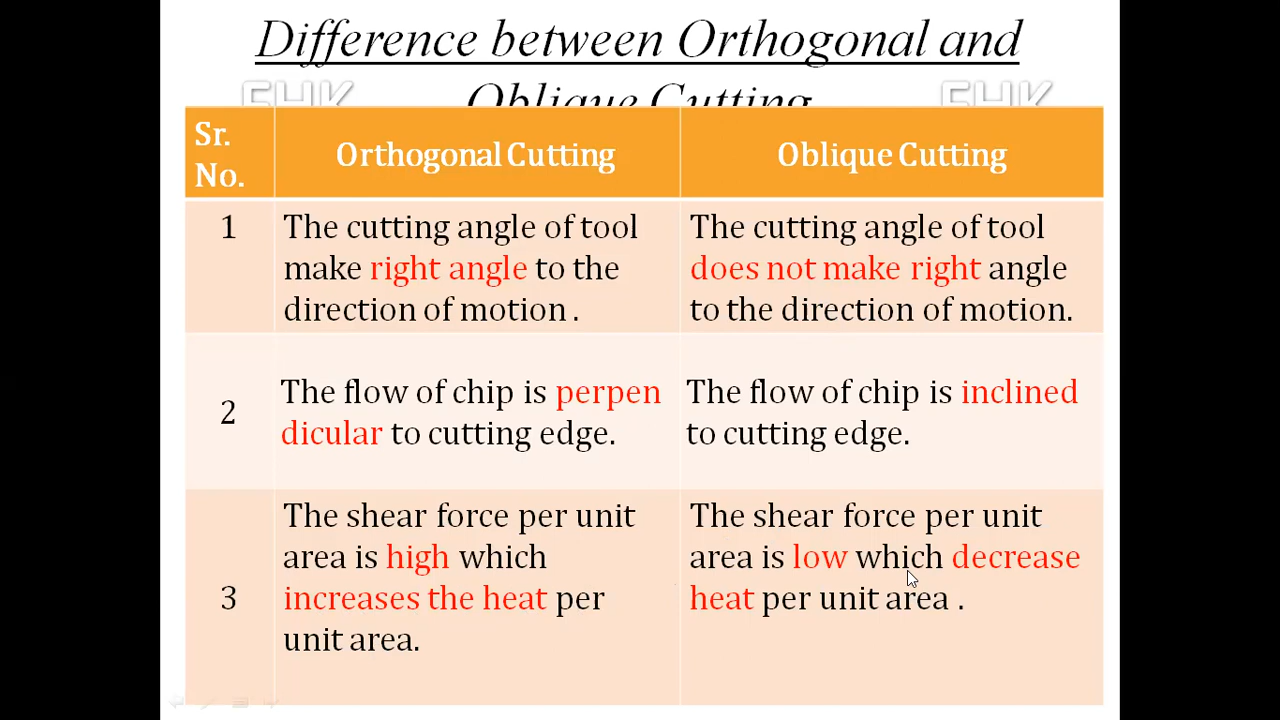 Difference between Orthogonal and
Oblique Cutting
EHK EHK
Sr.
No.
Orthogonal Cutting
Oblique Cutting
1
The cutting angle of tool
make right angle to the
direction of motion .
The cutting angle of tool
does not make right angle
to the direction of motion.
2
The flow of chip is perpen
dicular to cutting edge.
The flow of chip is inclined
to cutting edge.
3
The shear force per unit
area is high which
increases the heat per
unit area.
The shear force per unit
area is low which decrease
heat per unit area .